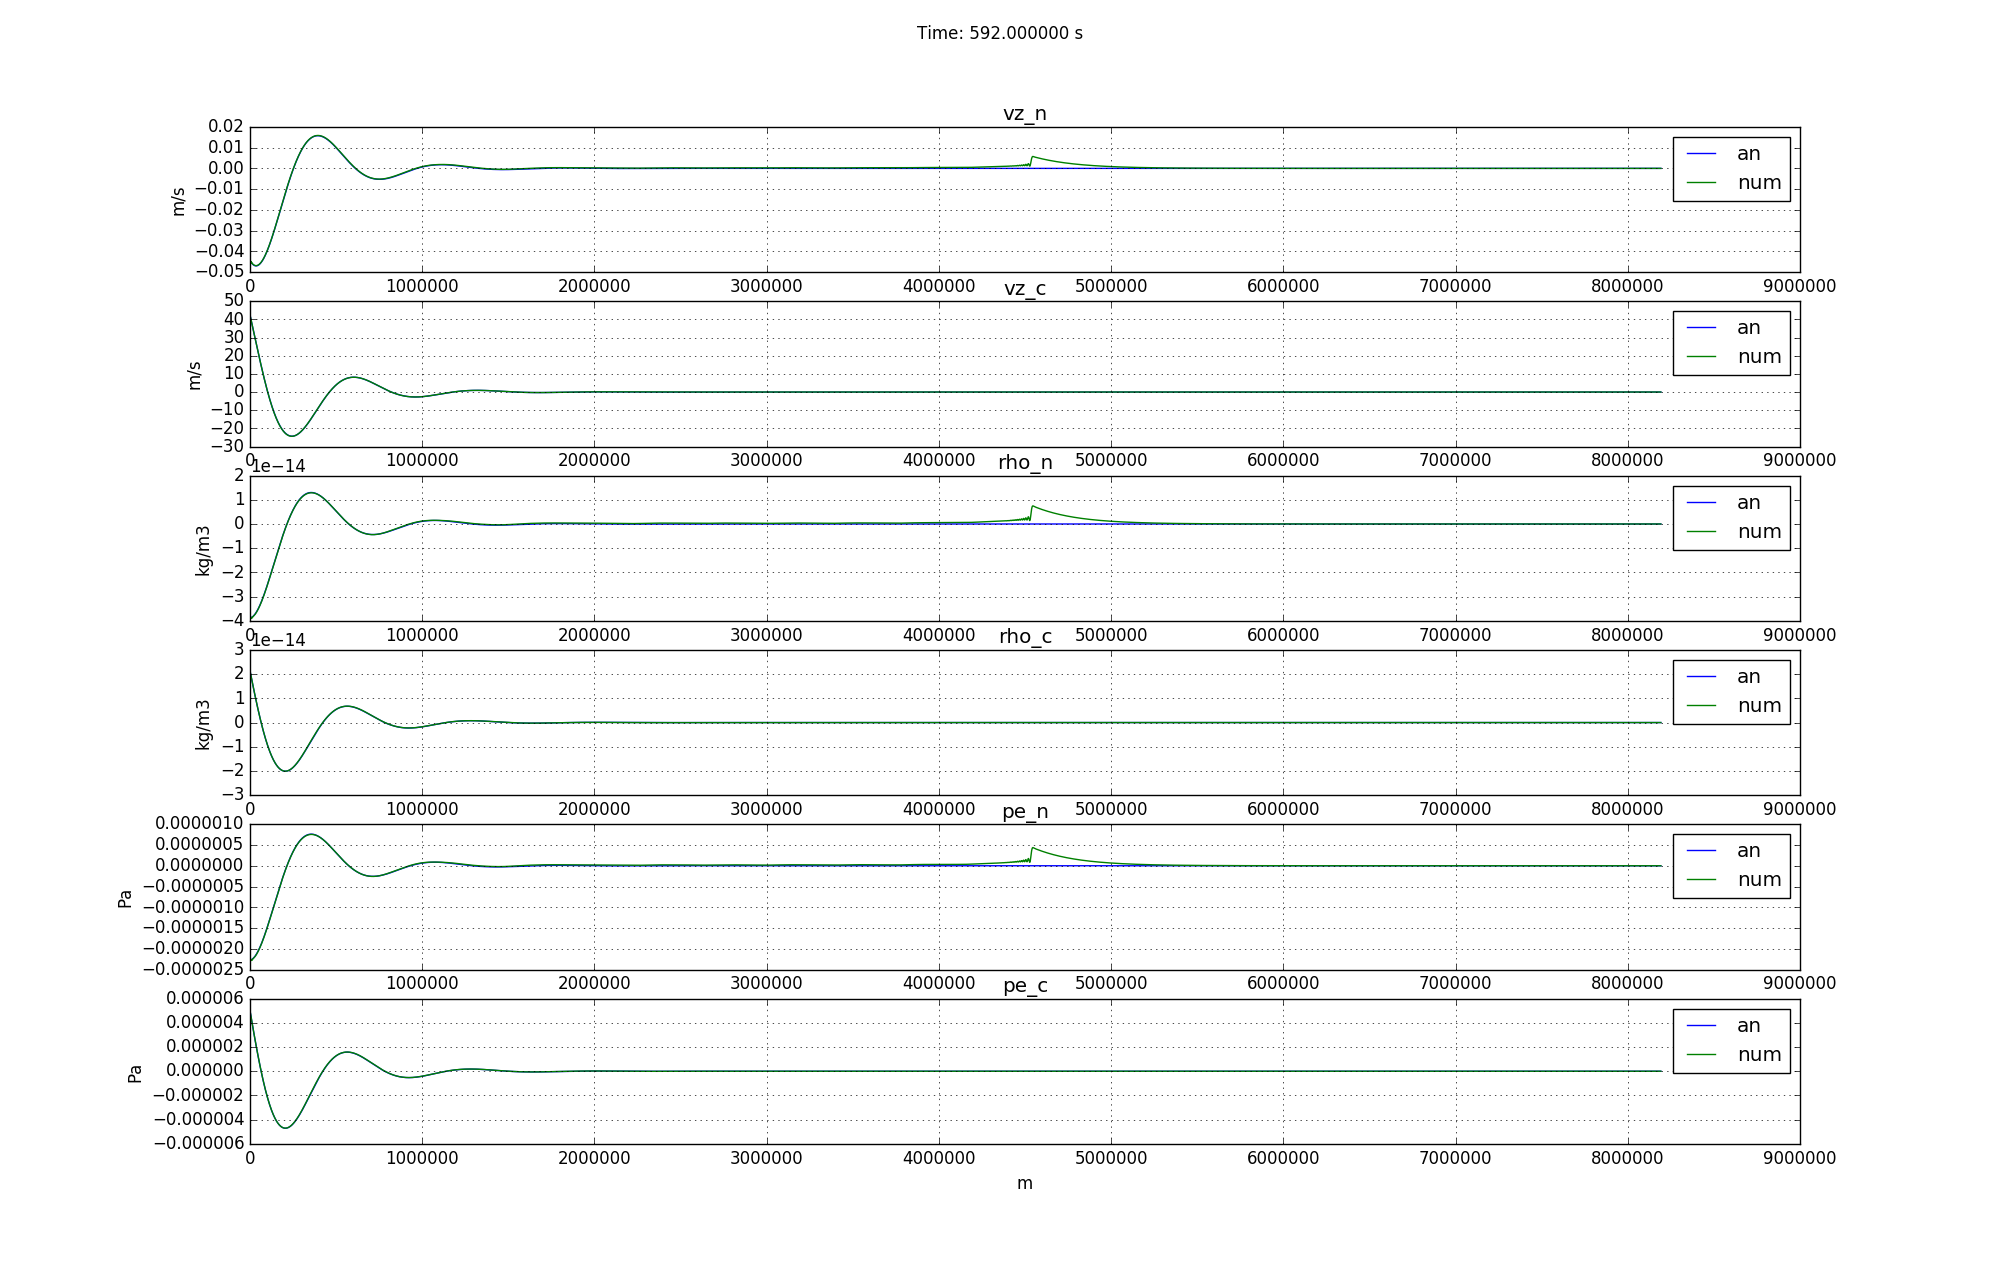 Time: 592.000000 s
vz_n
0.02
0.01
0.00
−0.01
−0.02
−0.03
−0.04
−0.05
m/s
an
num
0 1000000 2000000 3000000 4000000 5000000 6000000 7000000 8000000 9000000
vz_c
50
40
30
20
10
0
−10
−20
−30
m/s
an
num
0 1000000 2000000 3000000 4000000 5000000 6000000 7000000 8000000 9000000
1e−14
rho_n
2
1
0
−1
−2
−3
−4
kg/m3
an
num
0 1000000 2000000 3000000 4000000 5000000 6000000 7000000 8000000 9000000
1e−14
rho_c
3
2
1
0
−1
−2
−3
kg/m3
an
num
0 1000000 2000000 3000000 4000000 5000000 6000000 7000000 8000000 9000000
pe_n
0.0000010
0.0000005
0.0000000
−0.0000005
−0.0000010
−0.0000015
−0.0000020
−0.0000025
Pa
an
num
0 1000000 2000000 3000000 4000000 5000000 6000000 7000000 8000000 9000000
pe_c
0.000006
0.000004
0.000002
0.000000
−0.000002
−0.000004
−0.000006
Pa
an
num
0 1000000 2000000 3000000 4000000 5000000 6000000 7000000 8000000 9000000
m